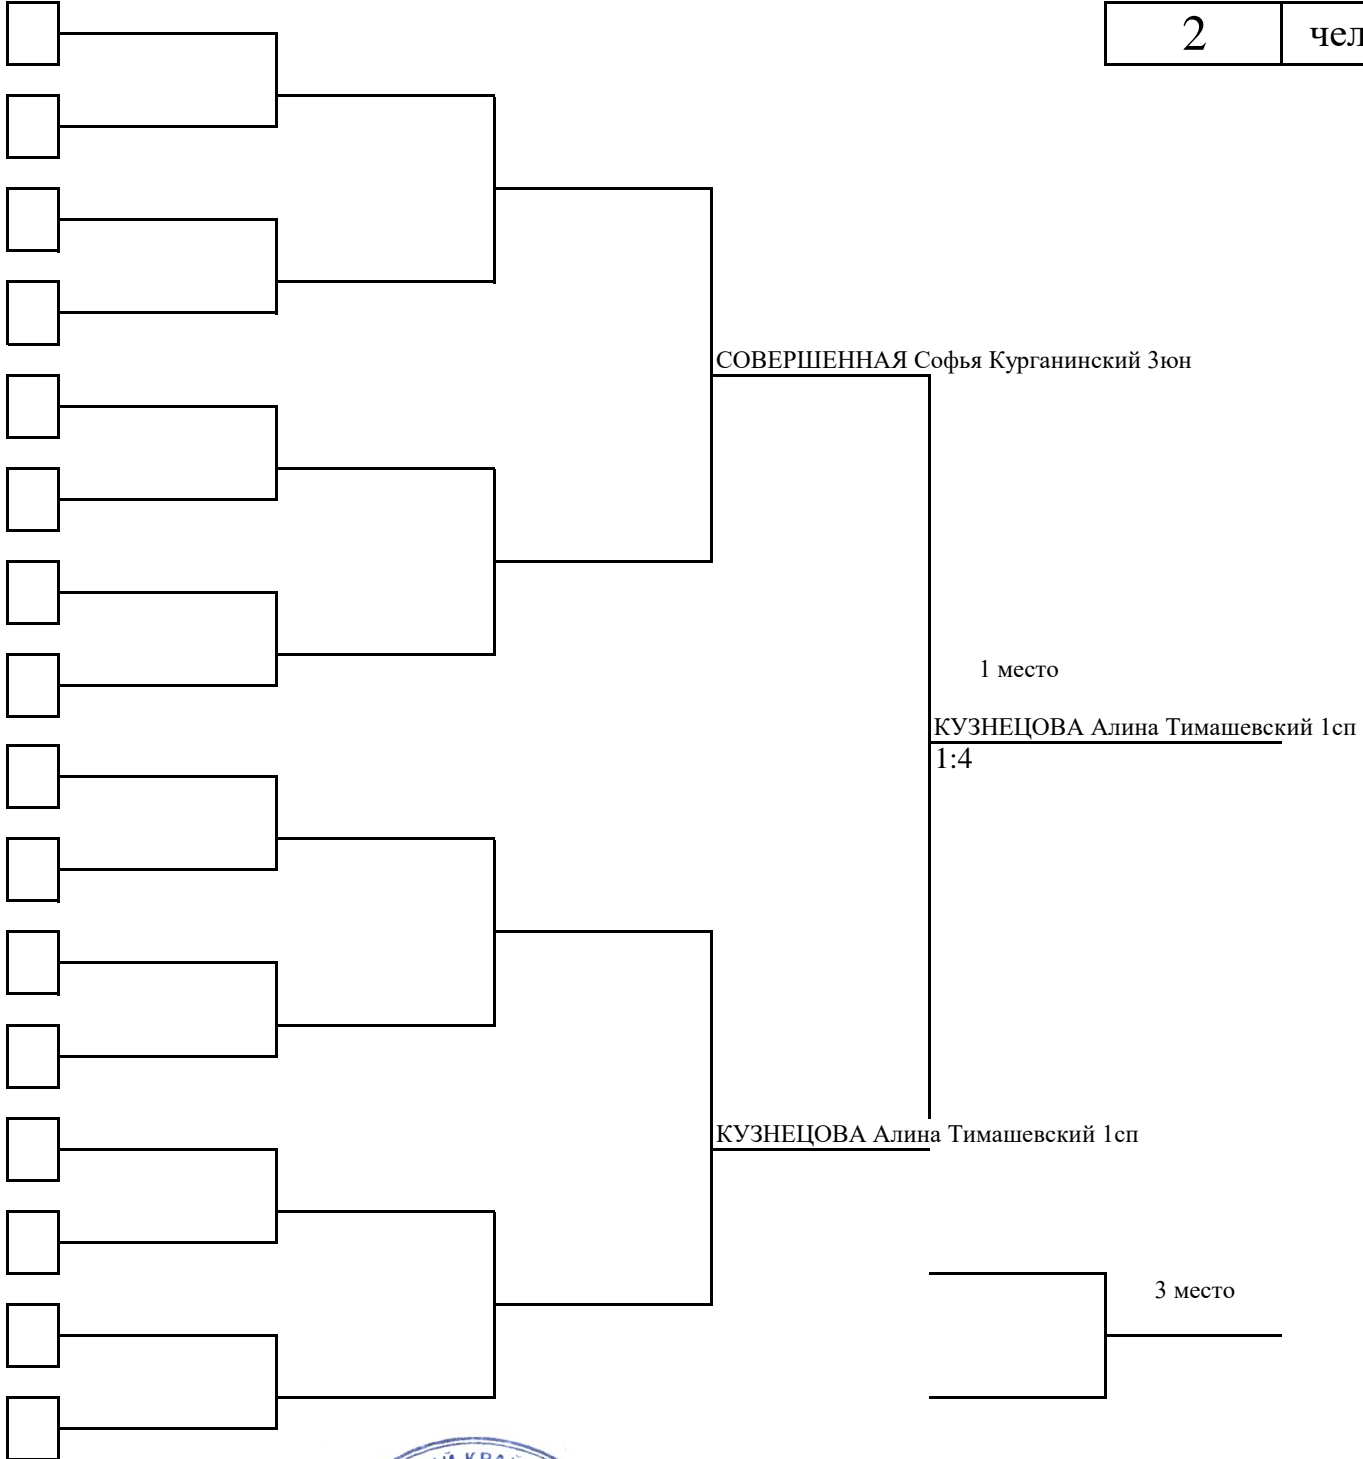 2 чел
СОВЕРШЕННАЯ Софья Курганинский 3юн
1 место
КУЗНЕЦОВА Алина Тимашевский 1сп
1:4
КУЗНЕЦОВА Алина Тимашевский 1сп
3 место